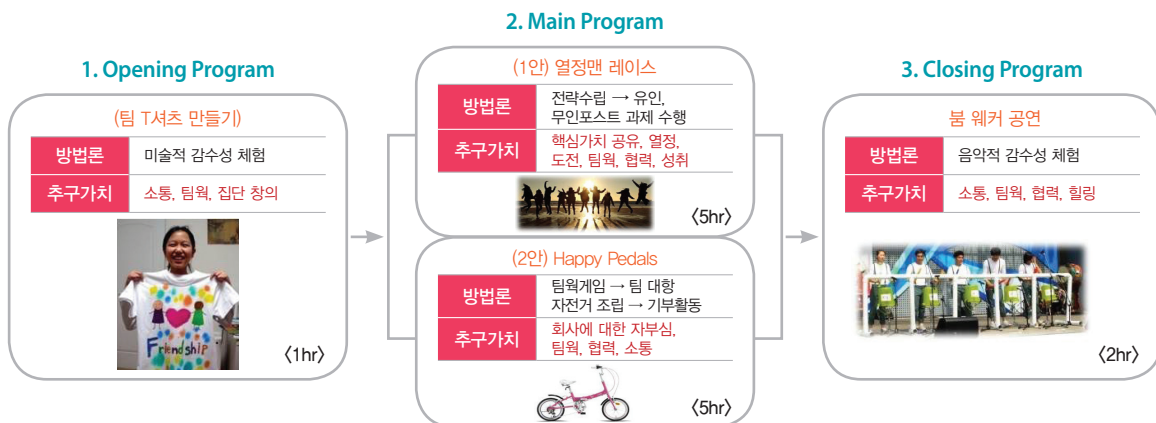 1. Opening Program
(팀 T셔츠 만들기)
방법론
미술적 감수성 체험
추구가치
소통, 팀웍, 집단 창의
Friendship
〈1hr〉
2. Main Program
(1안) 열정맨 레이스
방법론
전략수립 → 유인,
무인포스트 과제 수행
추구가치
핵심가치 공유, 열정,
도전, 팀웍, 협력, 성취
〈5hr〉
(2안) Happy Pedals
방법론
팀웍게임 → 팀 대항
자전거 조립 → 기부활동
추구가치
회사에 대한 자부심,
팀웍, 협력, 소통
〈5hr〉
3. Closing Program
붐 웨커 공연
방법론
음악적 감수성 체험
추구가치
소통, 팀웍, 협력, 힐링
〈2hr〉